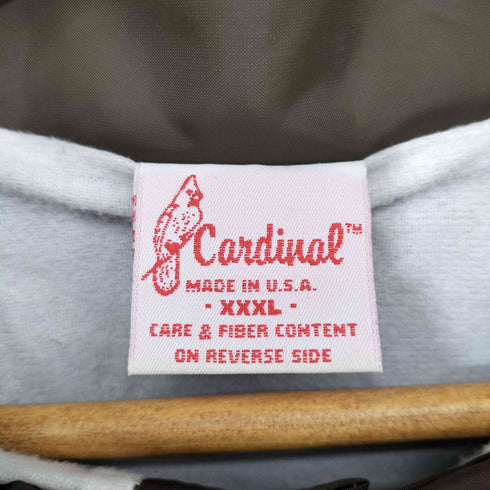 Cardinal™
MADE IN U.S.A.
- XXXL -
CARE & FIBER CONTENT
ON REVERSE SIDE